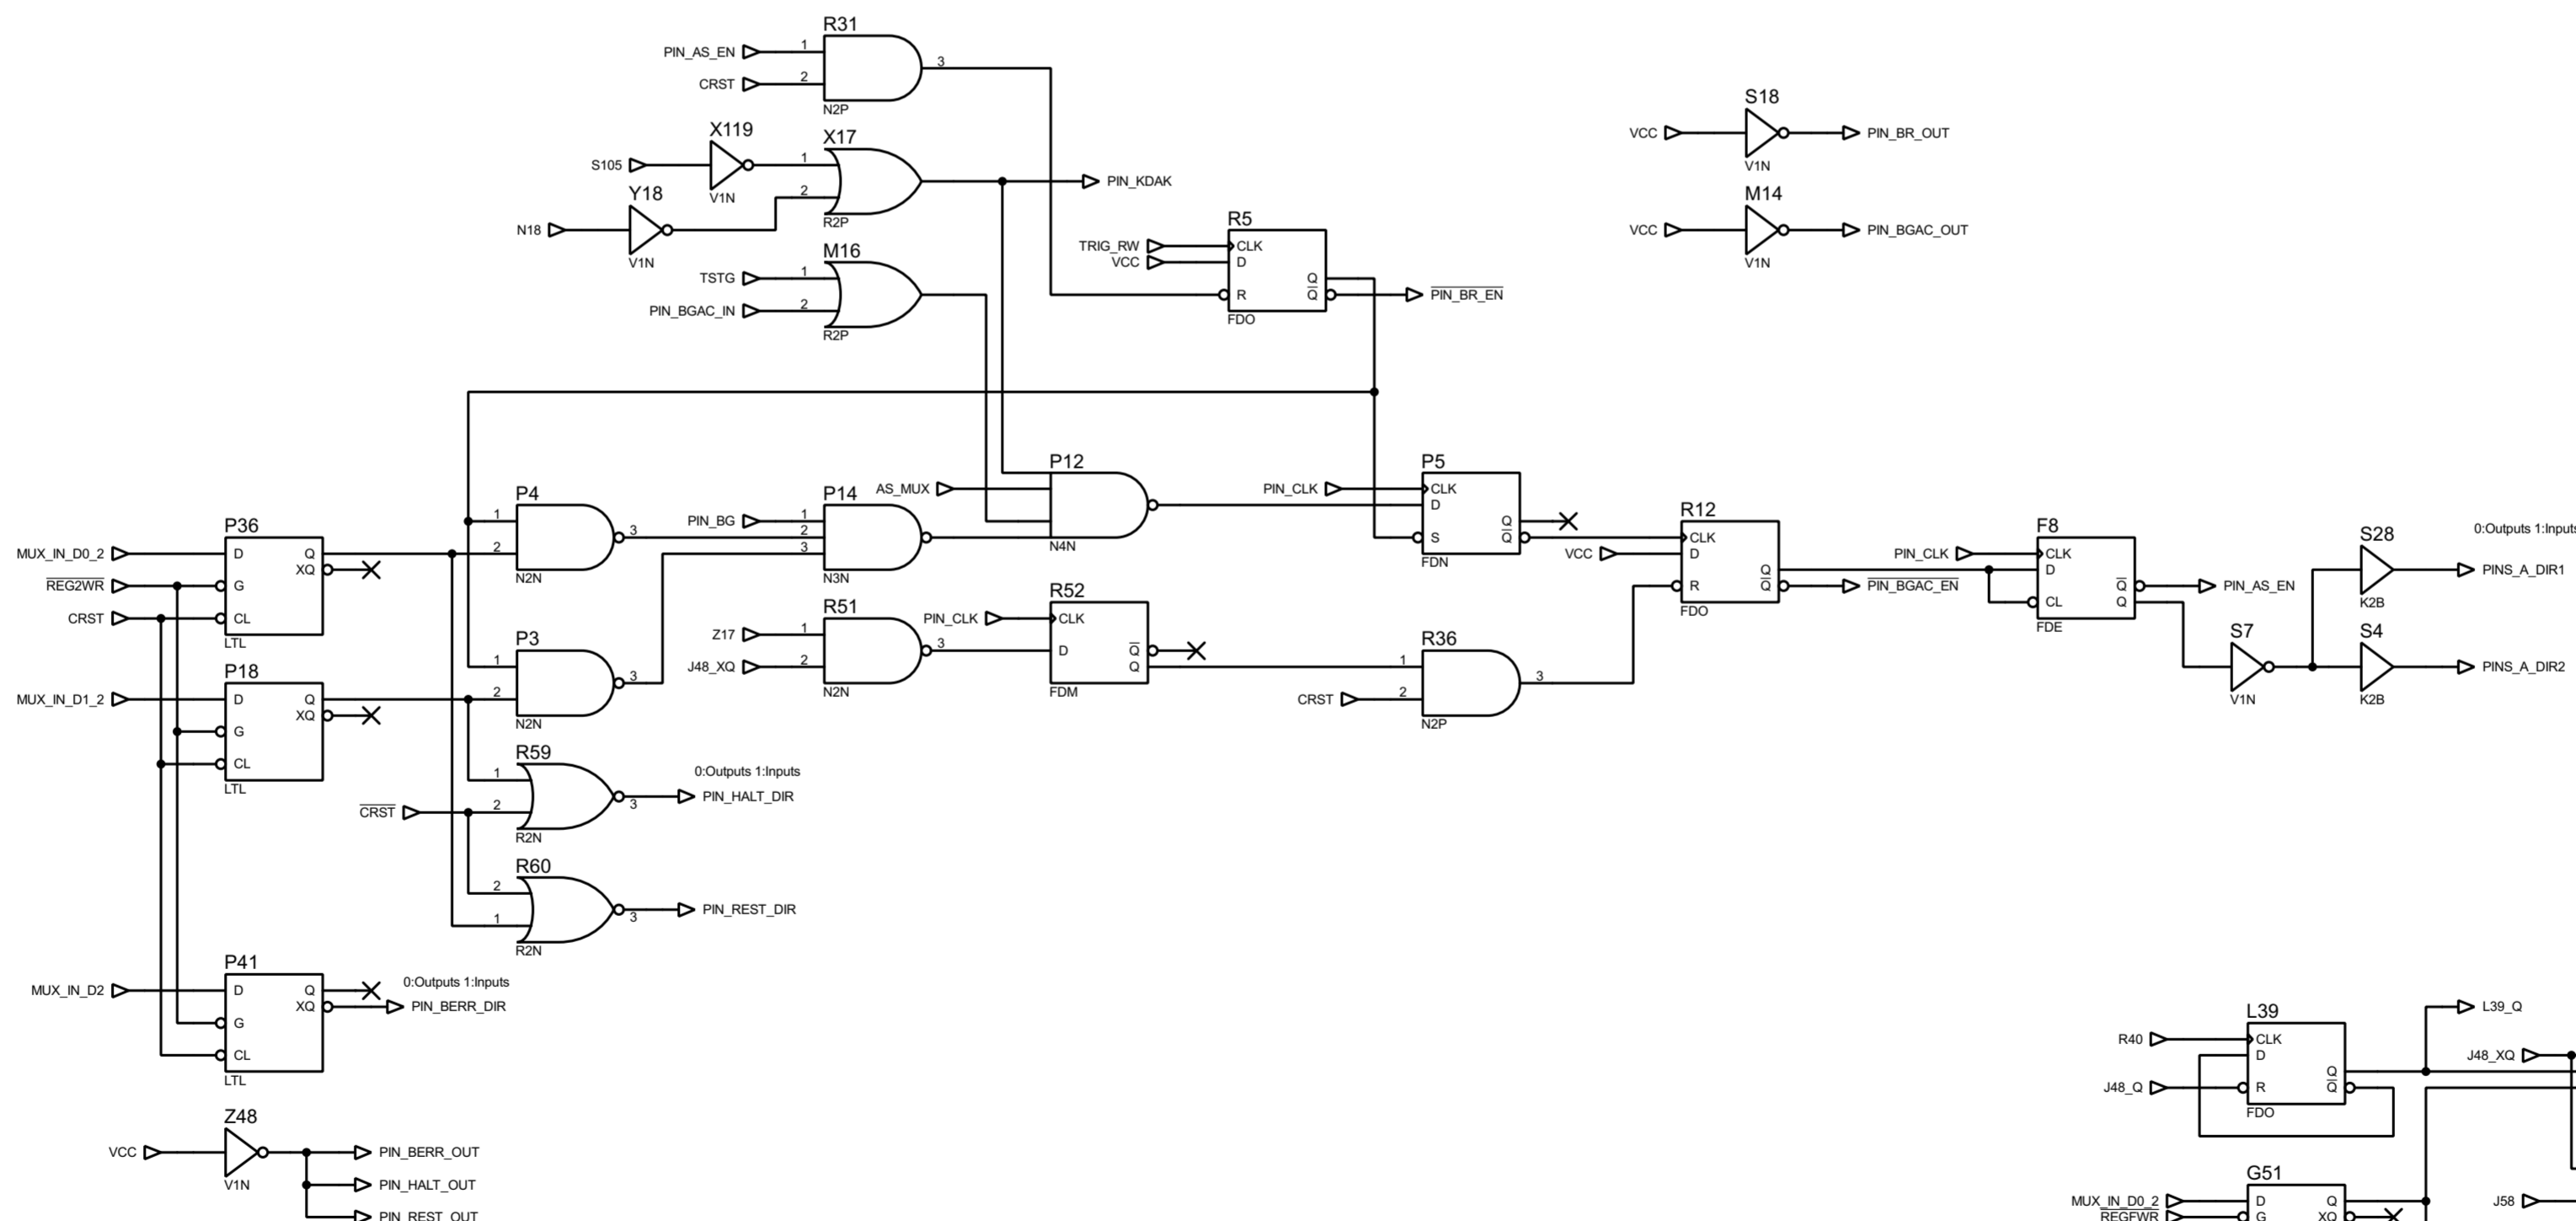 R31
PIN_AS_EN 1
CRST 2
3
N2P
X119
S105
V1N
X17
1
2
R2P
PIN_KDAK
Y18
N18
V1N
M16
TSTG 1
PIN_BGAC_IN 2
R2P
R5
TRIG_RW CLK
VCC D
R
Q
Q
PIN_BR_EN
FDO
S18
VCC
PIN_BR_OUT
V1N
M14
VCC
PIN_BGAC_OUT
V1N
P36
MUX_IN_D0_2 D Q
XQ
REG2WR G
CRST CL
LTL
P18
MUX_IN_D1_2 D Q
XQ
G
CL
LTL
P4
1
2
3
N2N
P3
1
2
3
N2N
P14
PIN_BG 1
2
3
N3N
P12
AS_MUX
N4N
P5
PIN_CLK CLK
D
Q
S Q
FDN
R51
Z17 1
J48_XQ 2
3
N2N
R52
PIN_CLK CLK
D Q
Q
FDM
R36
1
CRST 2
3
N2P
R12
CLK
VCC D
Q
R Q
PIN_BGAC_EN
FDO
F8
PIN_CLK CLK
D
Q PIN_AS_EN
CL Q
FDE
S7
V1N
S28
0:Outputs 1:Inputs
PINS_A_DIR1
K2B
S4
PINS_A_DIR2
K2B
R59
0:Outputs 1:Inputs
1
CRST 2
3 PIN_HALT_DIR
R2N
R60
2
1
3 PIN_REST_DIR
R2N
P41
0:Outputs 1:Inputs
MUX_IN_D2 D Q
XQ PIN_BERR_DIR
G
CL
LTL
Z48
VCC
V1N
PIN_BERR_OUT
PIN_HALT_OUT
PIN_REST_OUT
L39
R40 CLK
D
Q
J48_Q R Q
FDO
L39_Q
J48_XQ
G51
MUX_IN_D0_2 D Q
REGFWR G XQ
J58